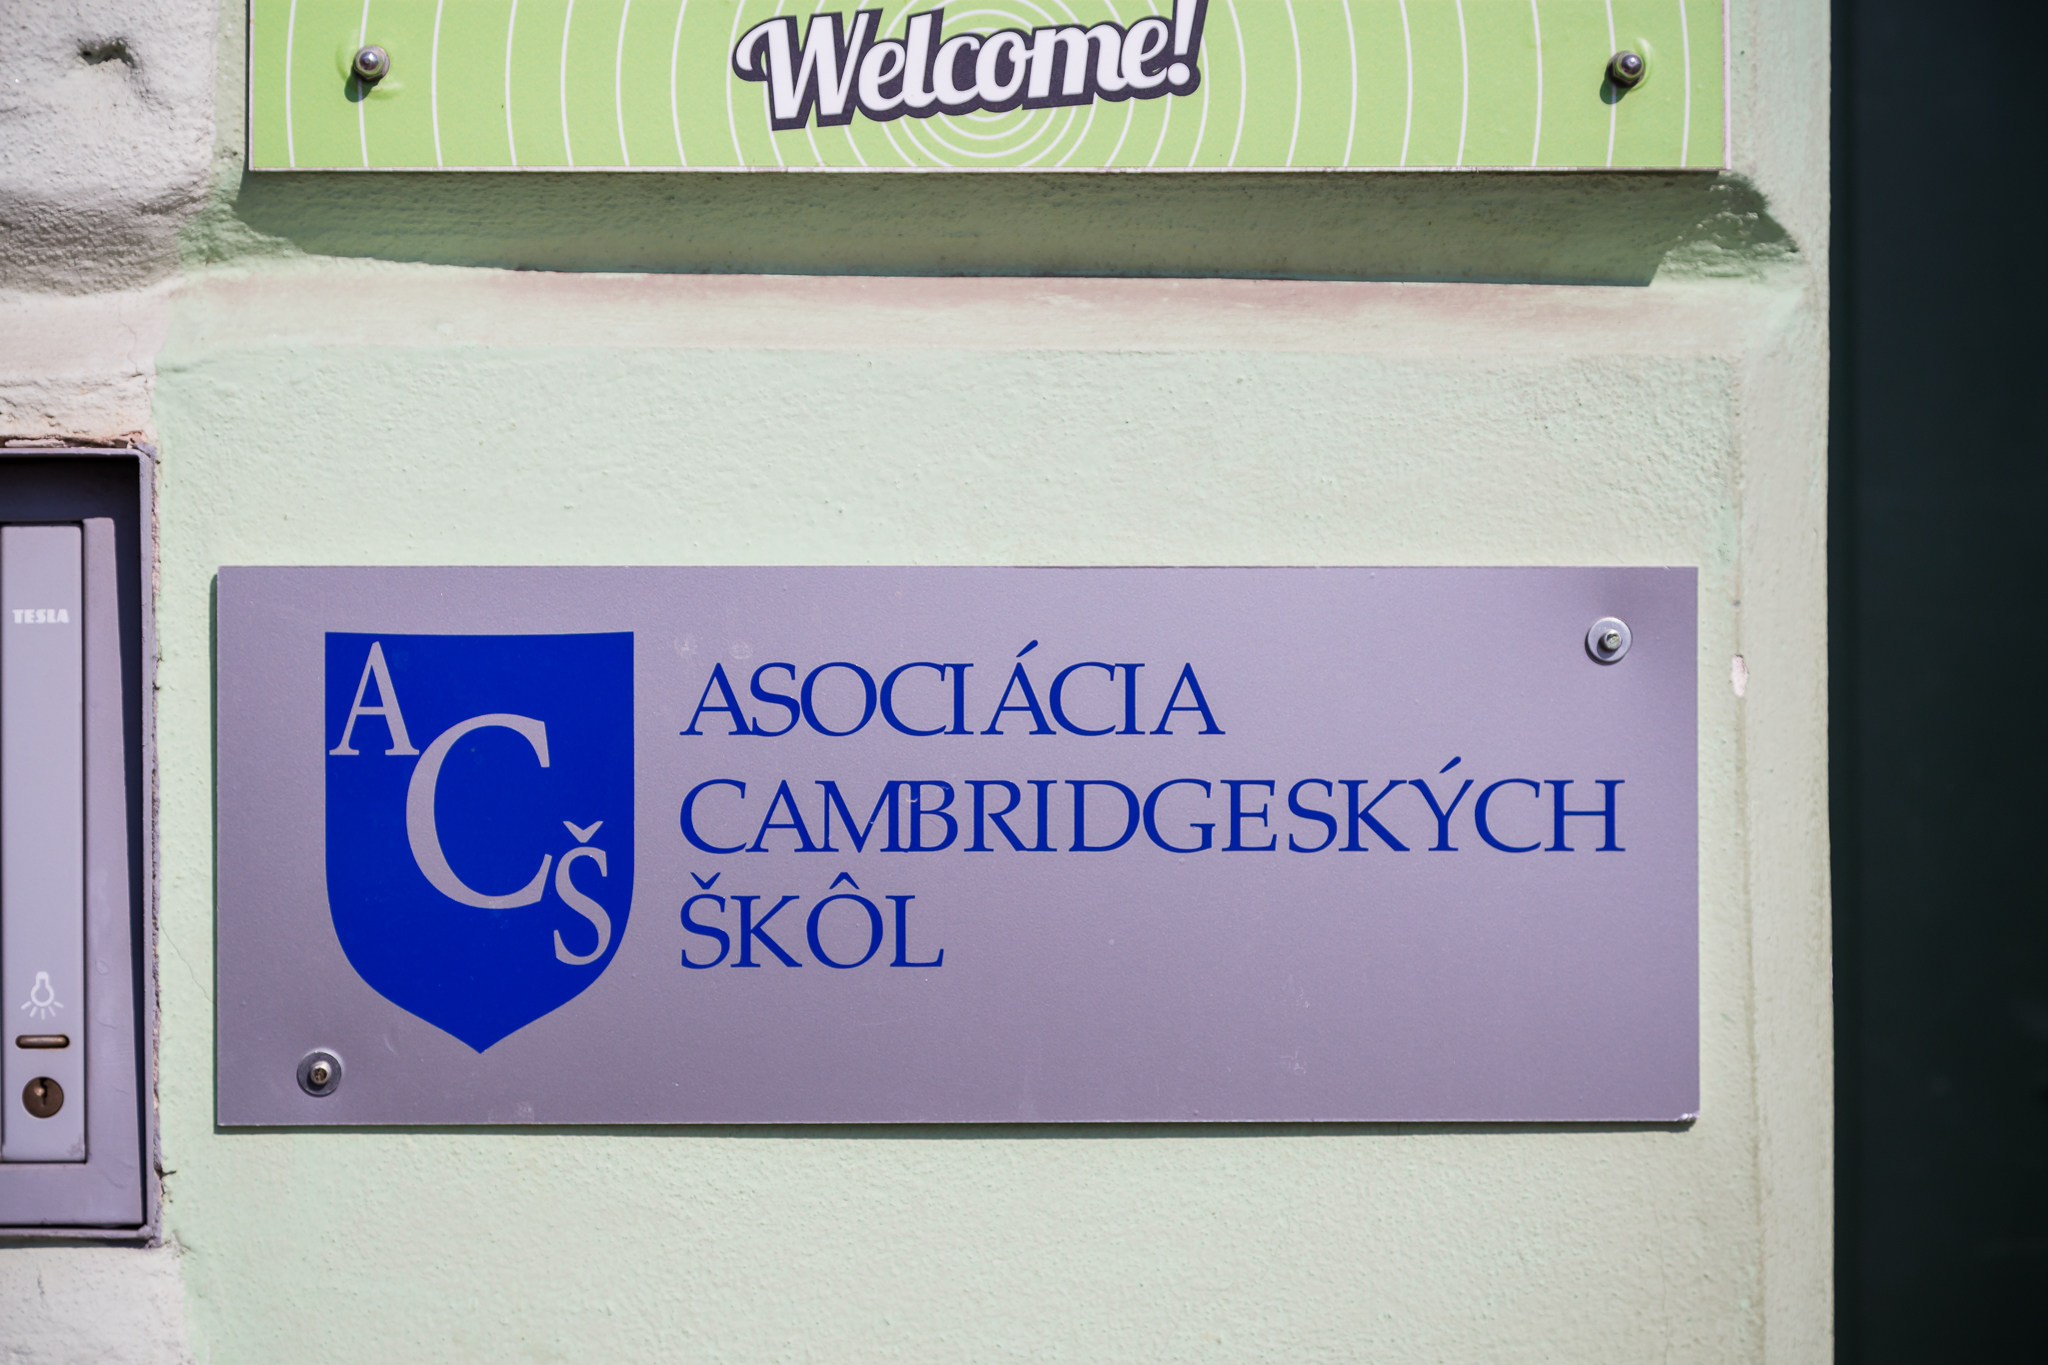 Welcome!
TESLA
A
C
Š
ASOCIÁCIA
CAMBRIDGESKÝCH
ŠKÔL